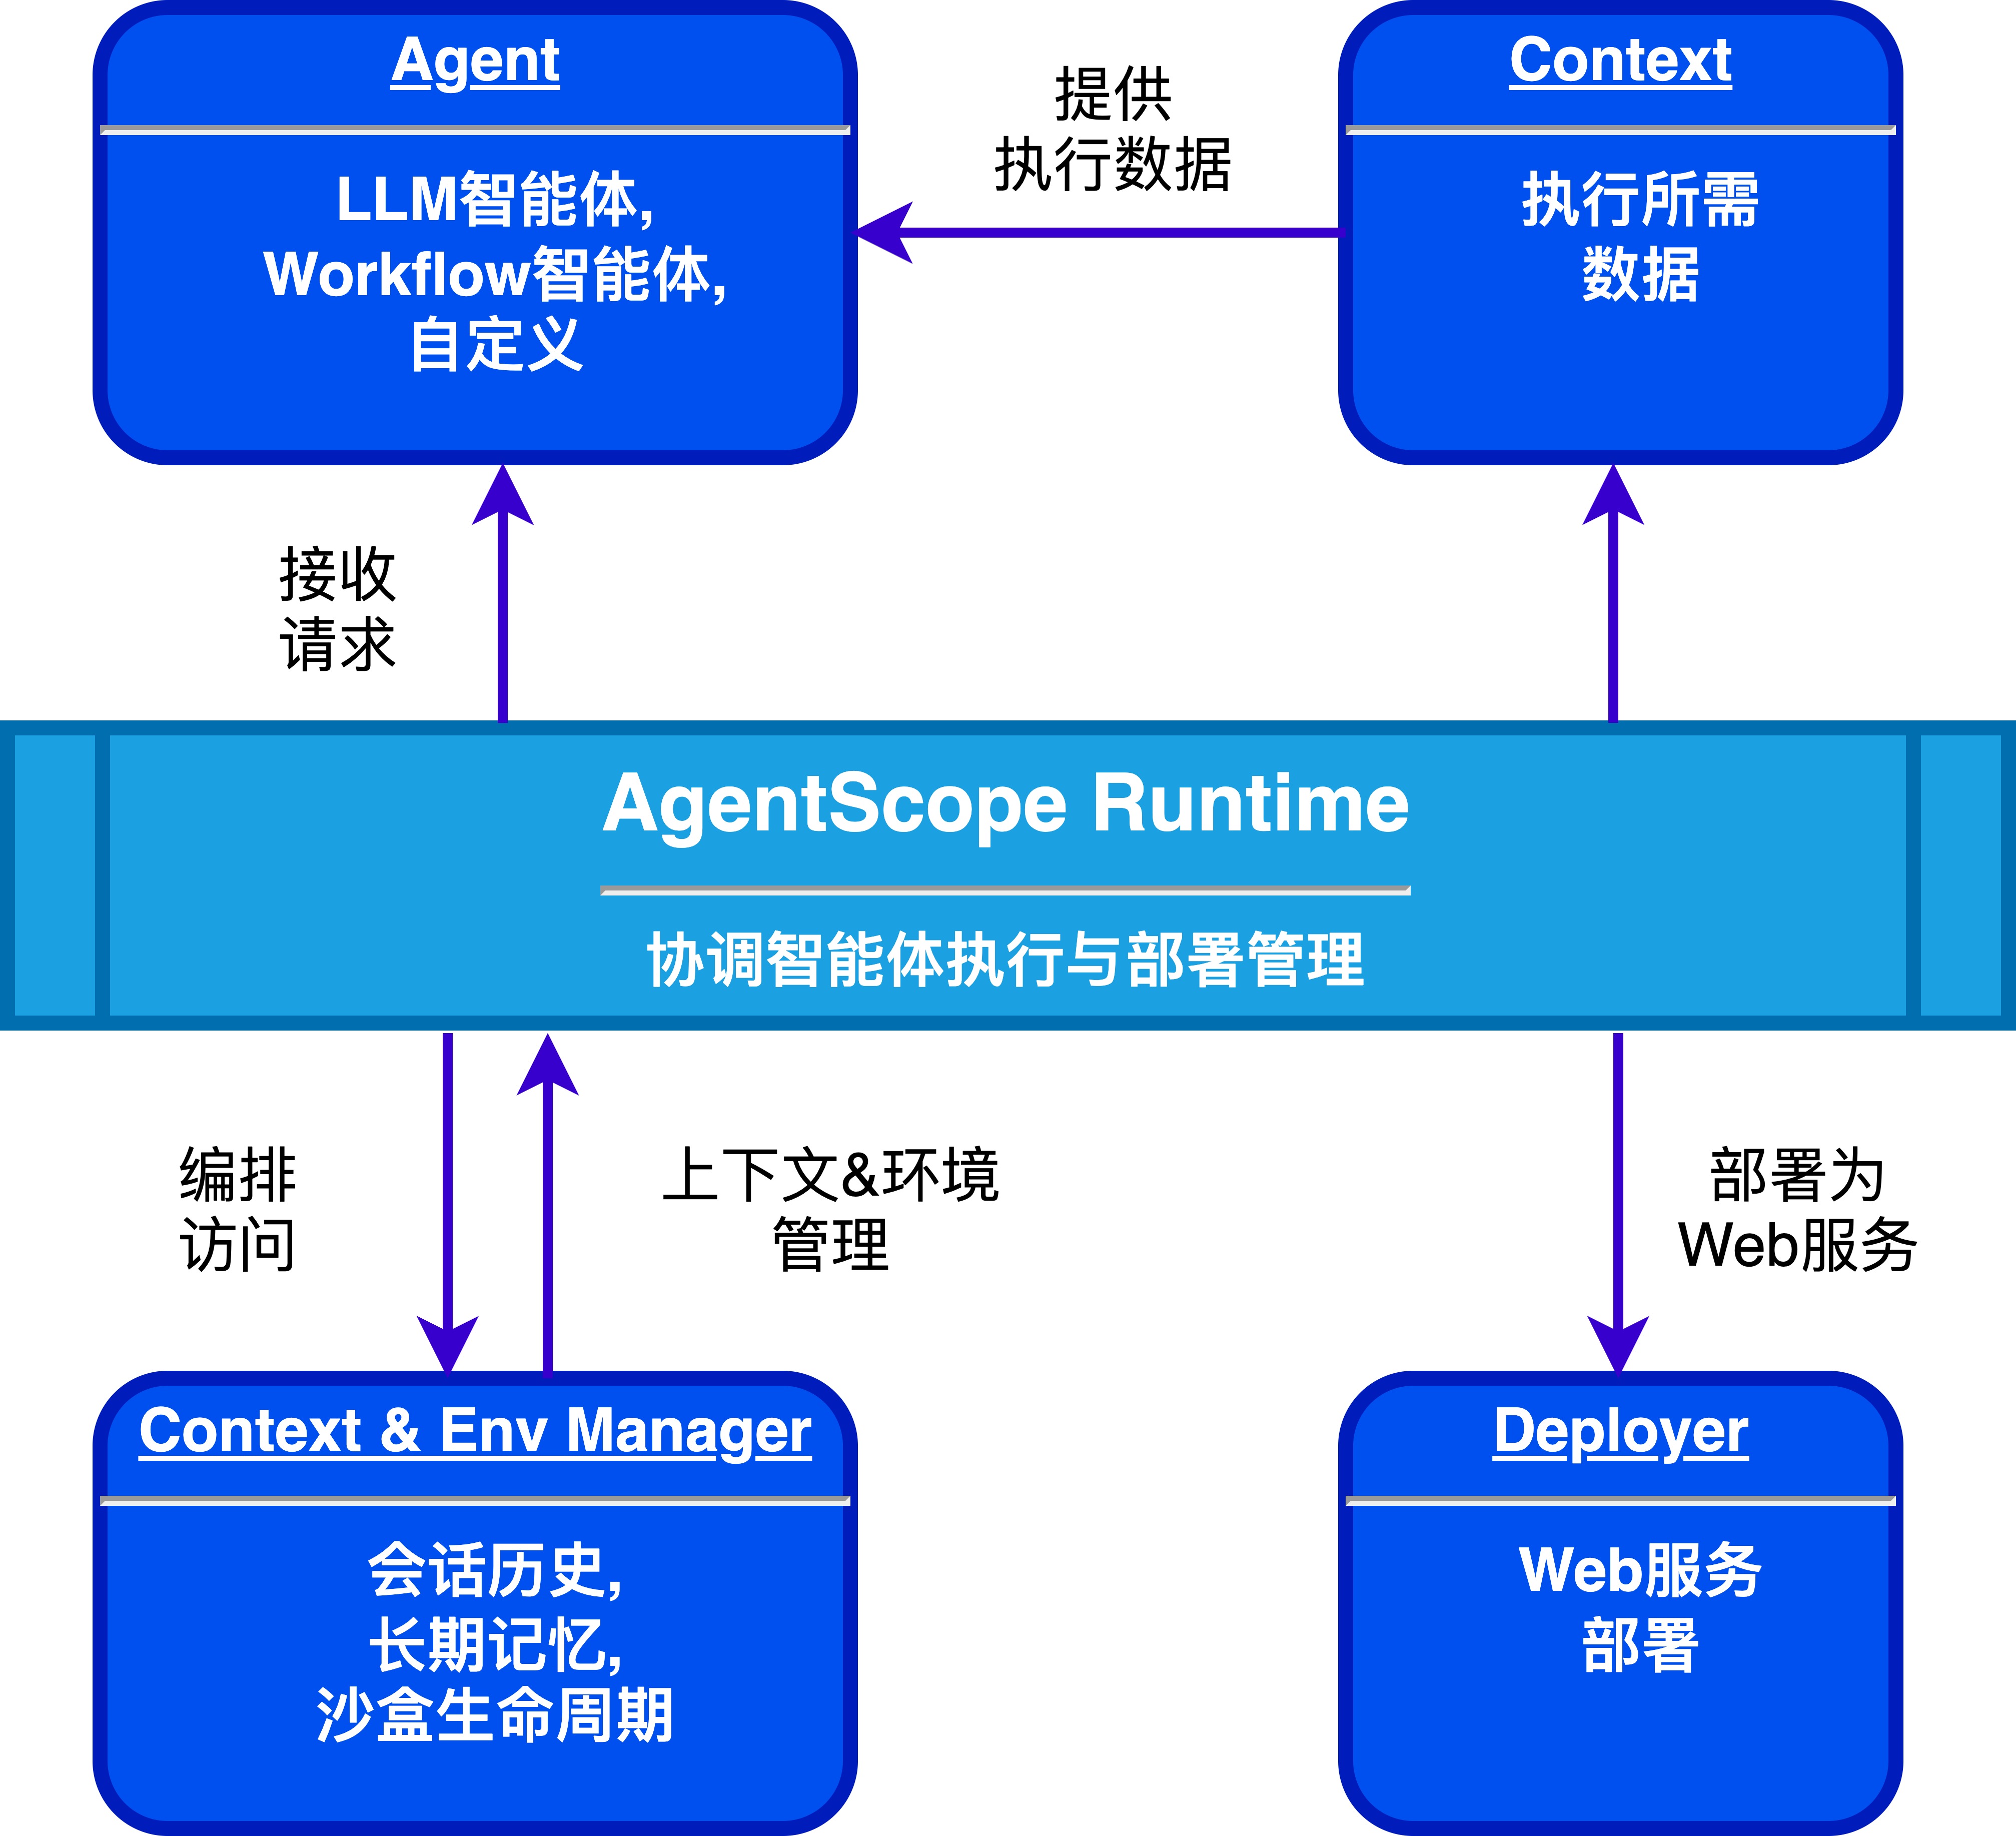 Agent
LLM智能体,
Workflow智能体,
自定义
提供
执行数据
Context
执行所需
数据
接收
请求
AgentScope Runtime
协调智能体执行与部署管理
编排
访问
上下文&环境
管理
部署为
Web服务
Context & Env Manager
会话历史,
长期记忆,
沙盒生命周期
Deployer
Web服务
部署